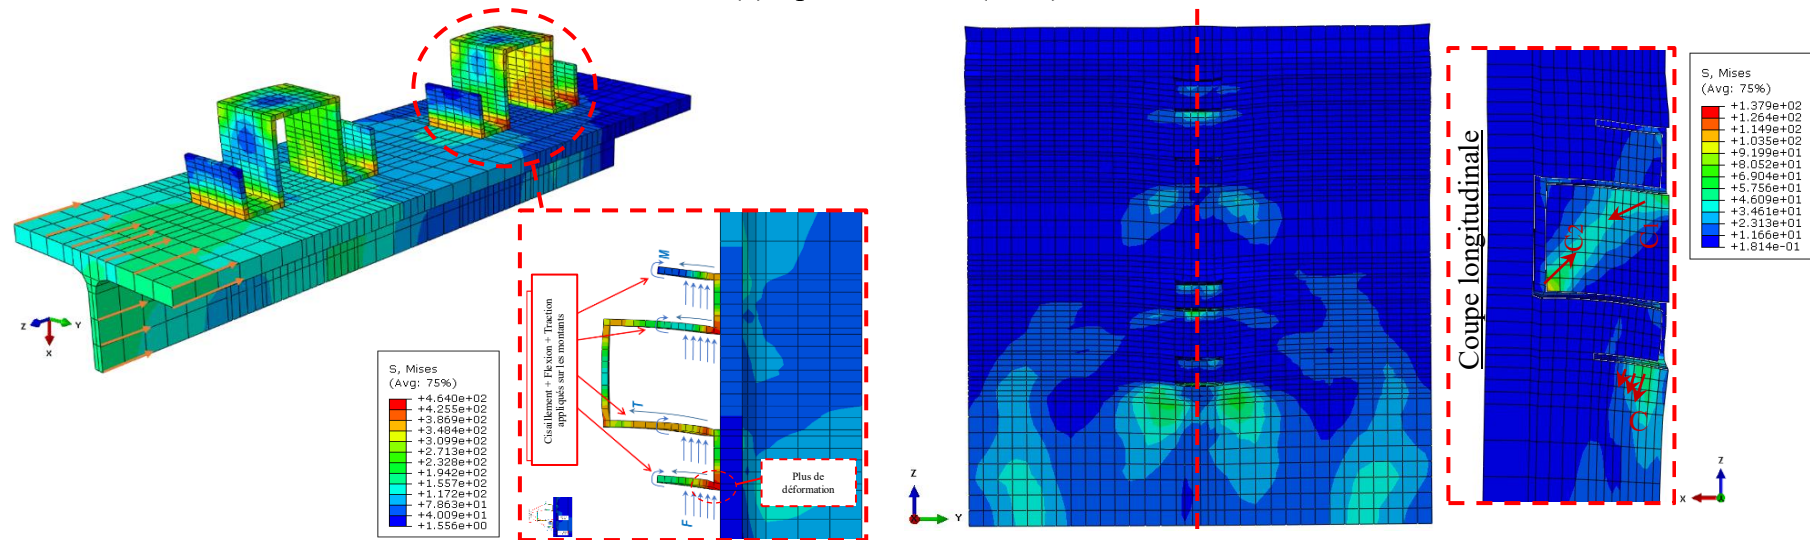 Z
Y
X
S, Mises
(Avg: 75%)
+4.640e+02
+4.255e+02
+3.869e+02
+3.484e+02
+3.099e+02
+2.713e+02
+2.328e+02
+1.942e+02
+1.557e+02
+1.172e+02
+7.863e+01
+4.009e+01
+1.556e+00
Cisaillement + Flexion + Traction
appliqués sur les montants
M
T
F
Plus de
déformation
Z
X
Y
Coupe longitudinale
C2
C1
C
S, Mises
(Avg: 75%)
+1.379e+02
+1.264e+02
+1.149e+02
+1.035e+02
+9.199e+01
+8.052e+01
+6.904e+01
+5.756e+01
+4.609e+01
+3.461e+01
+2.313e+01
+1.166e+01
+1.814e-01
Z
X